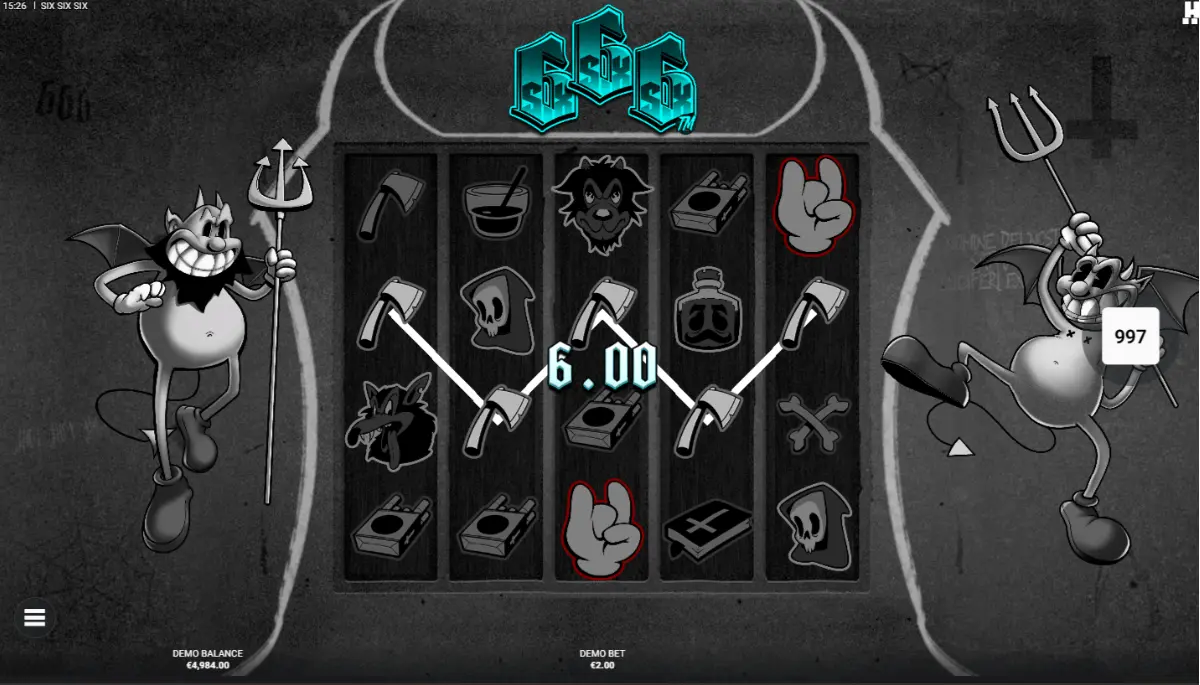 15:26 | SIX SIX SIX
H
666
SIX SIX SIX
TM
666
6.00
997
DEMO BALANCE
€4,984.00
DEMO BET
€2.00